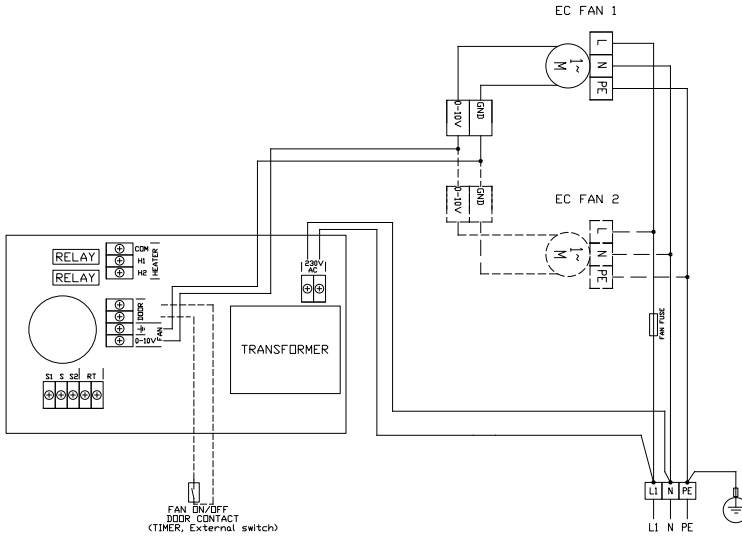 EC FAN 1
L
N
PE
1~
M
0-10V
GND
EC FAN 2
0-10V
GND
L
N
PE
1~
M
RELAY
RELAY
COM
H1
H2
HEATER
230V
AC
DOOR
FAN
0-10V
TRANSFORMER
FAN FUSE
S1 S S2 RT
L1 N PE
L1 N PE
FAN ON/OFF
DOOR CONTACT
(TIMER, External switch)